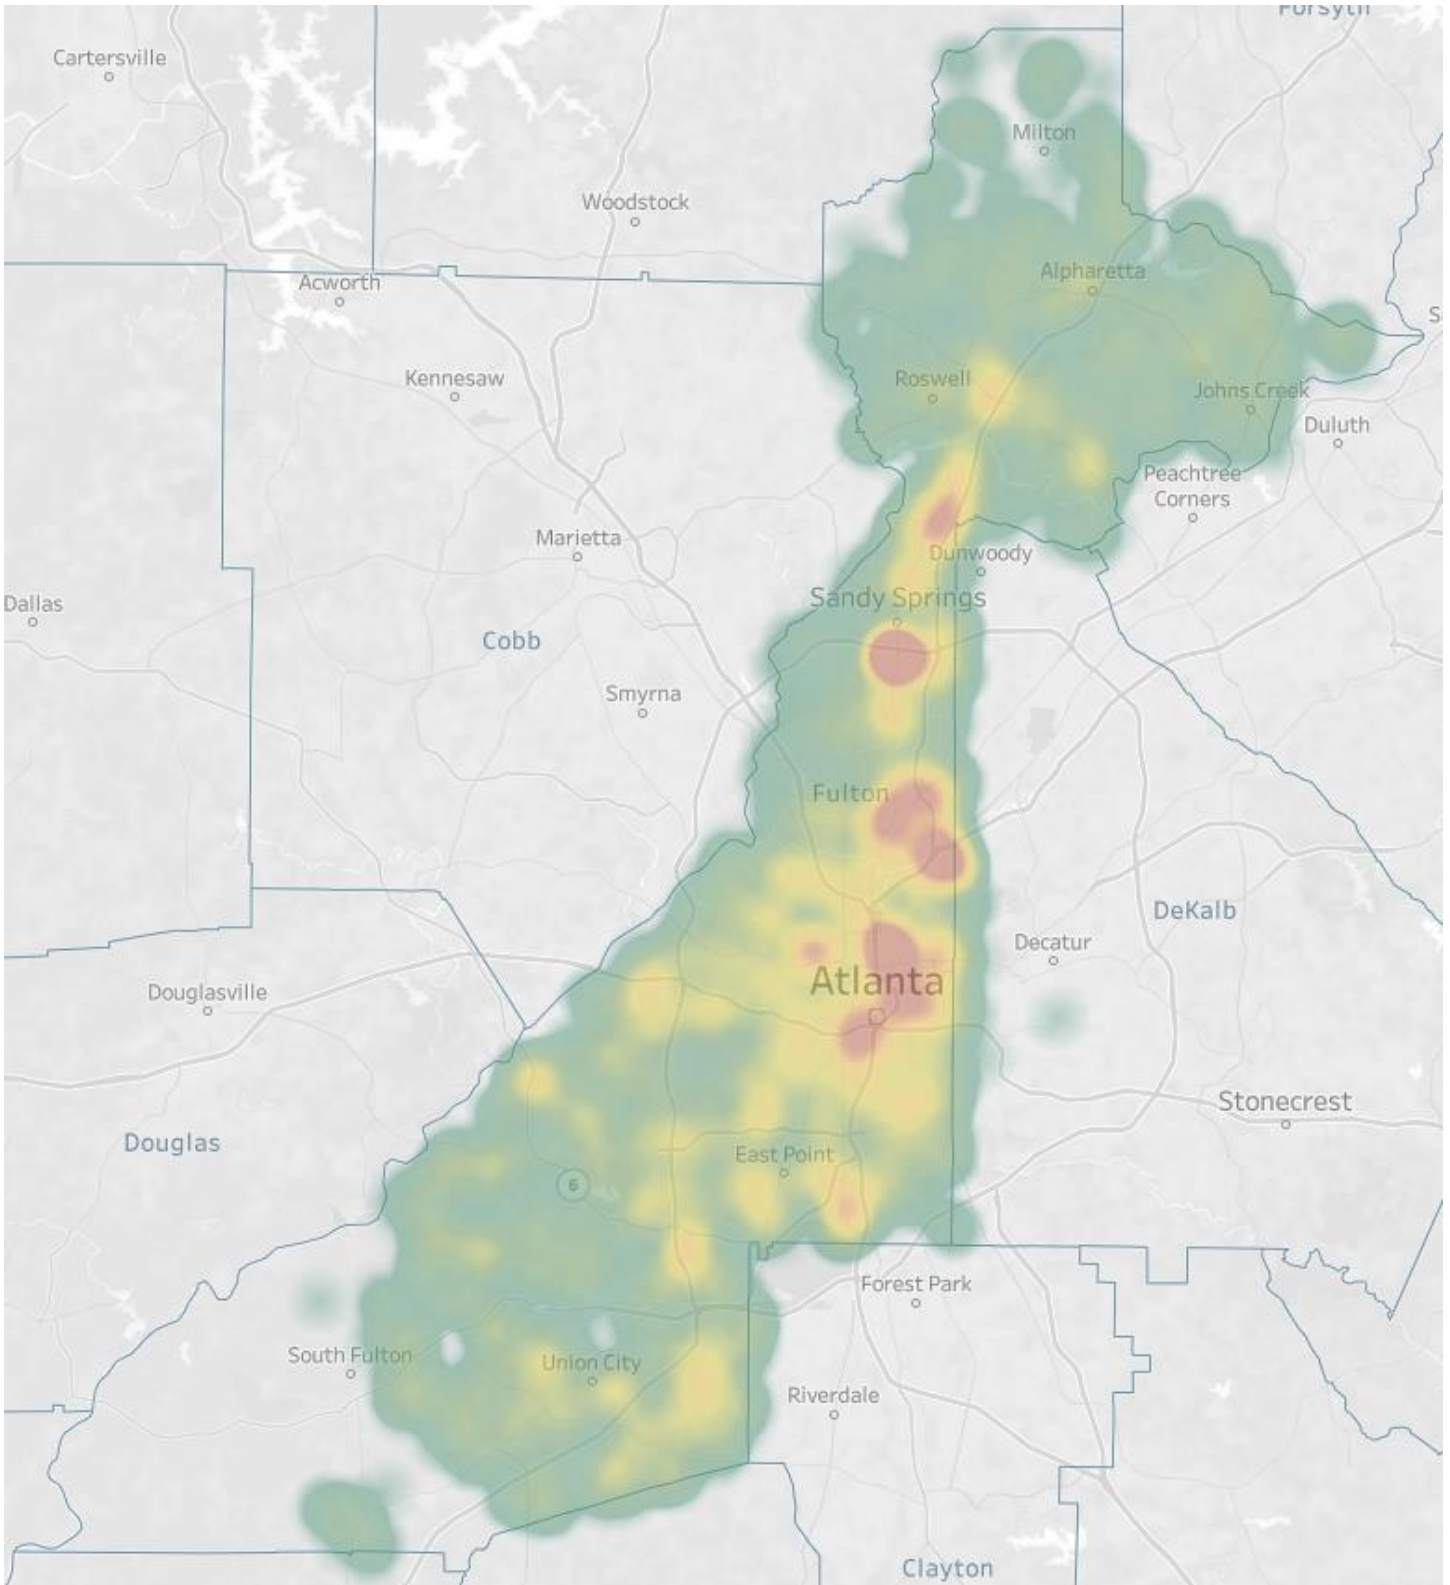 Forsyth
Cartersville
Milton
Woodstock
Alpharetta
Acworth
S
Kennesaw
Roswell
Johns Creek
Duluth
Peachtree
Corners
Marietta
Dunwoody
Sandy Springs
Dallas
Cobb
Smyrna
Fulton
DeKalb
Decatur
Atlanta
Douglasville
Stonecrest
Douglas
East Point
6
Forest Park
South Fulton
Union City
Riverdale
Clayton